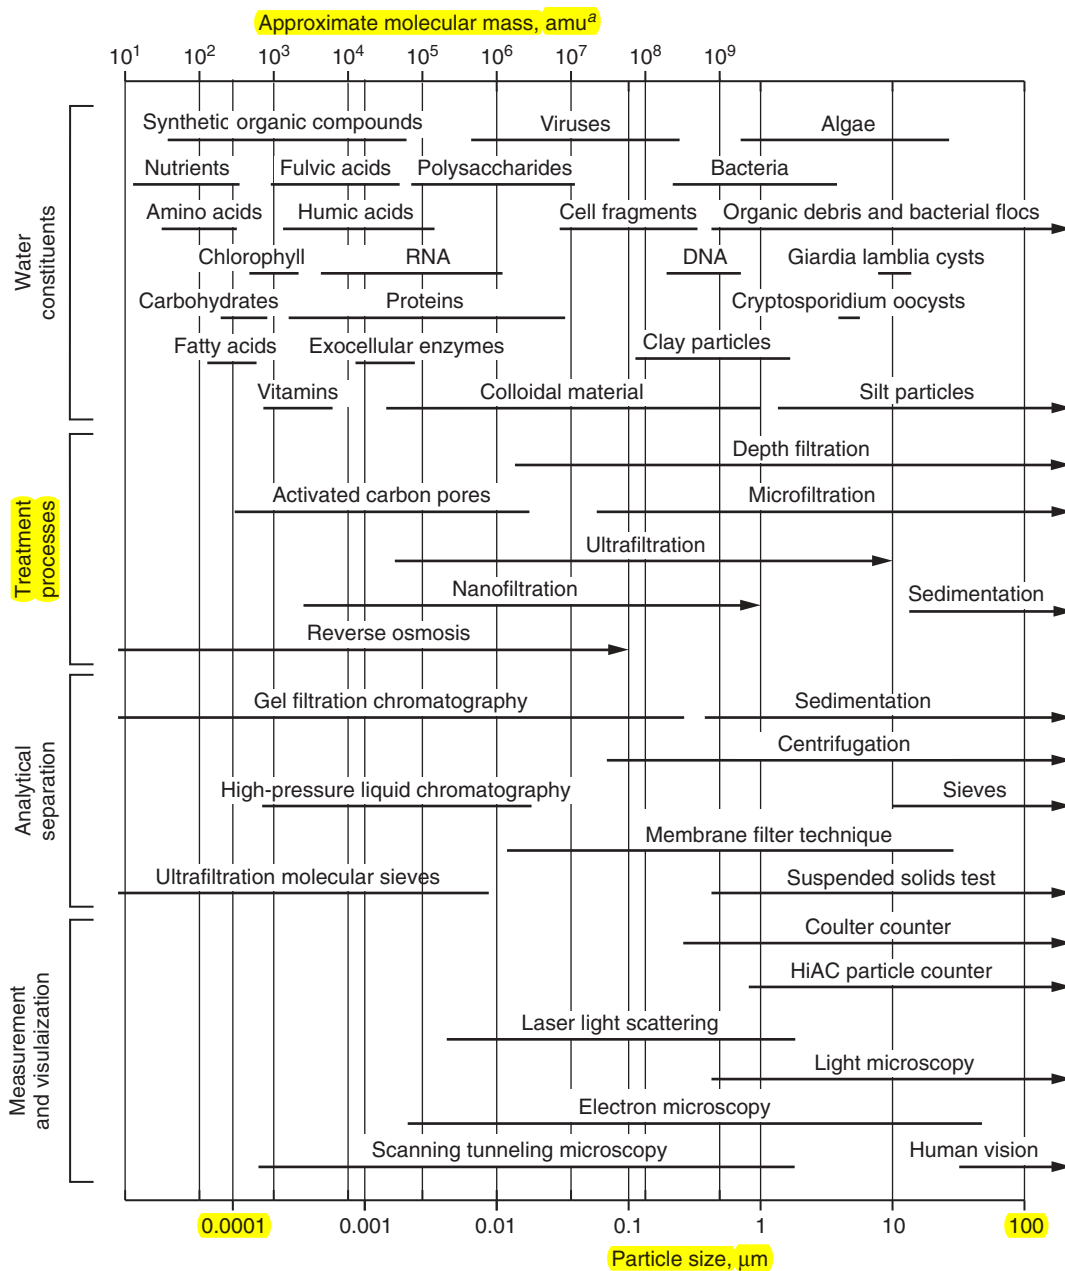 Approximate molecular mass, amu^a
10^1 10^2 10^3 10^4 10^5 10^6 10^7 10^8 10^9
Water
constituents
Synthetic organic compounds Viruses Algae
Nutrients Fulvic acids Polysaccharides Bacteria
Amino acids Humic acids Cell fragments Organic debris and bacterial flocs
Chlorophyll RNA DNA Giardia lamblia cysts
Carbohydrates Proteins Cryptosporidium oocysts
Fatty acids Exocellular enzymes Clay particles
Vitamins Colloidal material Silt particles
Treatment
processes
Depth filtration
Activated carbon pores Microfiltration
Ultrafiltration
Nanofiltration Sedimentation
Reverse osmosis
Analytical
separation
Gel filtration chromatography Sedimentation
Centrifugation
High-pressure liquid chromatography Sieves
Membrane filter technique
Ultrafiltration molecular sieves Suspended solids test
Measurement
and visulaization
Coulter counter
HiAC particle counter
Laser light scattering
Light microscopy
Electron microscopy
Scanning tunneling microscopy Human vision
0.0001 0.001 0.01 0.1 1 10 100
Particle size, μm